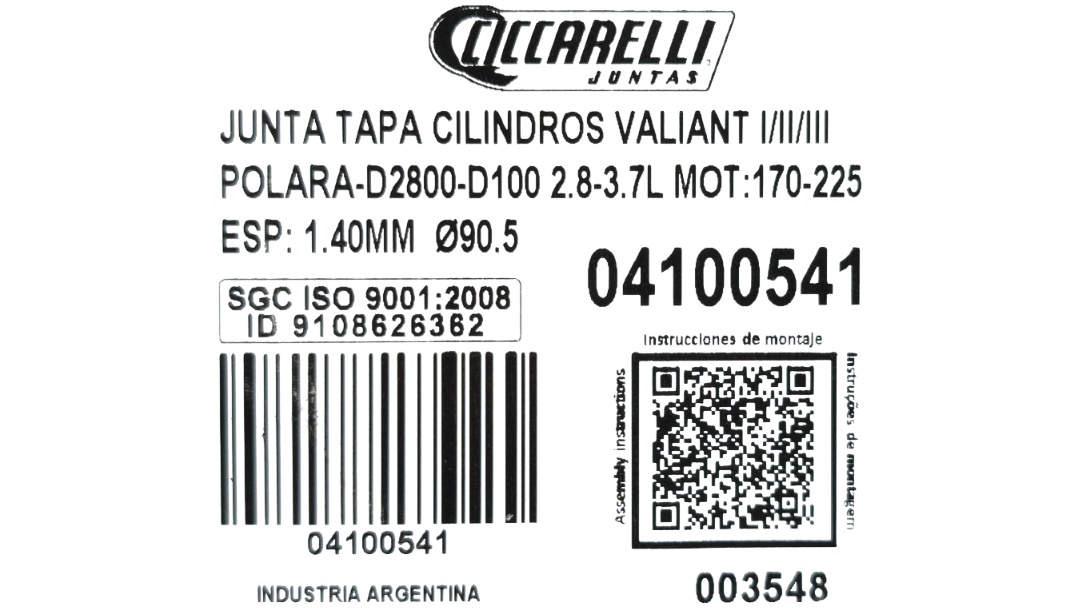 CICCARELLI
JUNTAS
JUNTA TAPA CILINDROS VALIANT I/II/III
POLARA-D2800-D100 2.8-3.7L MOT:170-225
ESP: 1.40MM Ø90.5
04100541
SGC ISO 9001:2008
ID 9108626362
Instrucciones de montaje
Assembly instructions
Instruções de montagem
04100541
INDUSTRIA ARGENTINA
003548